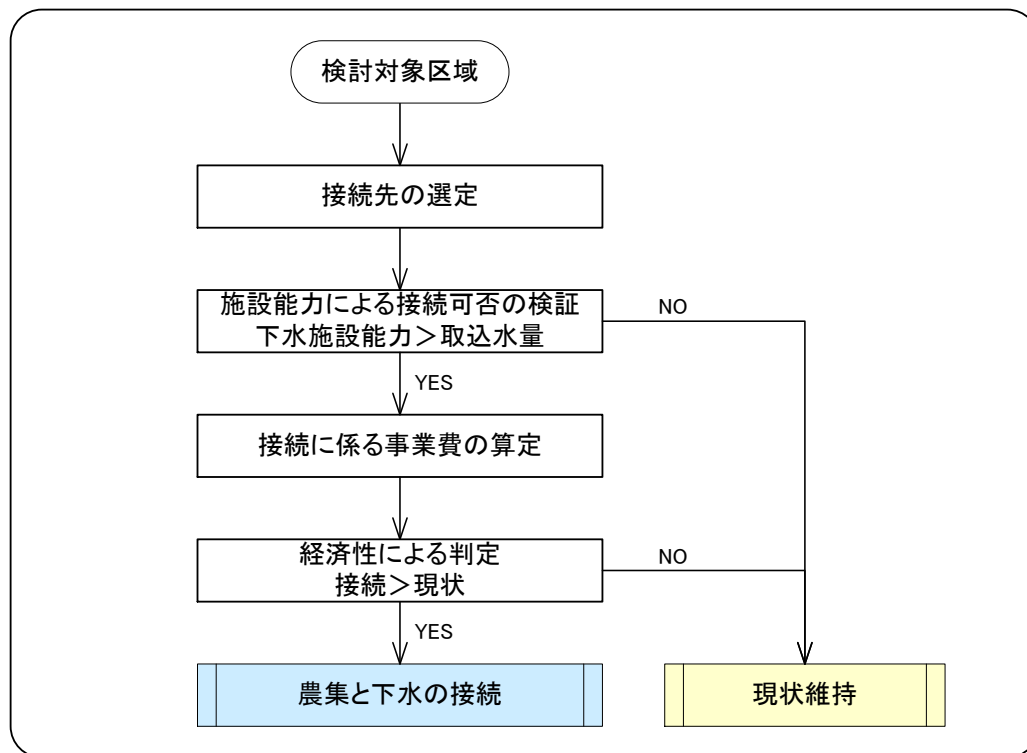 検討対象区域
接続先の選定
施設能力による接続可否の検証
下水施設能力＞取込水量
NO
YES
接続に係る事業費の算定
経済性による判定
接続＞現状
NO
YES
農集と下水の接続
現状維持